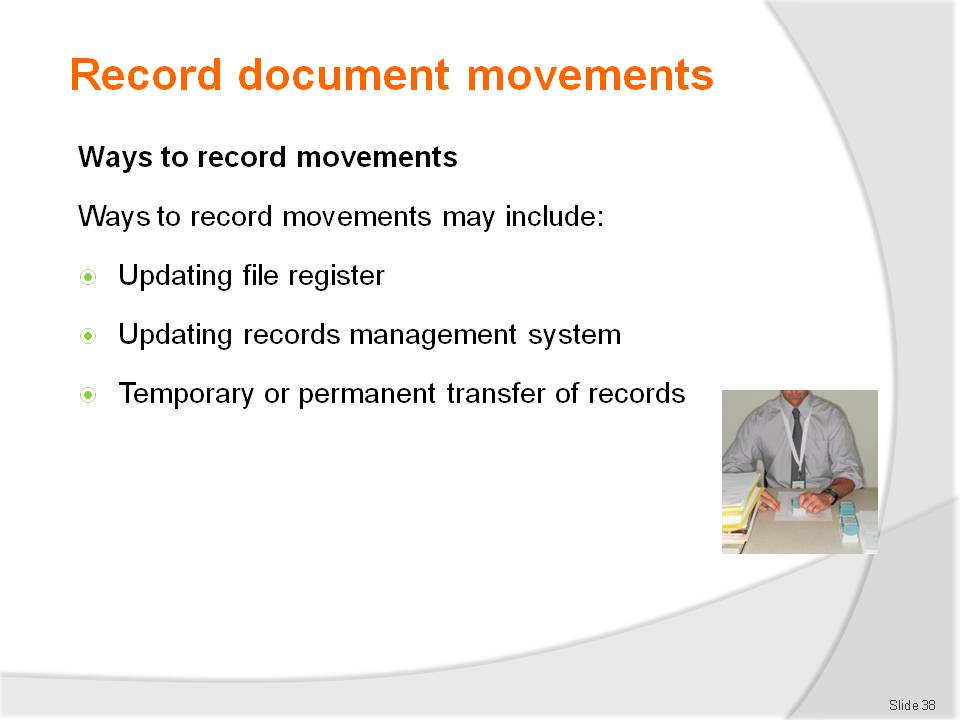 Record document movements
Ways to record movements
Ways to record movements may include:
Updating file register
Updating records management system
Temporary or permanent transfer of records
Slide 38